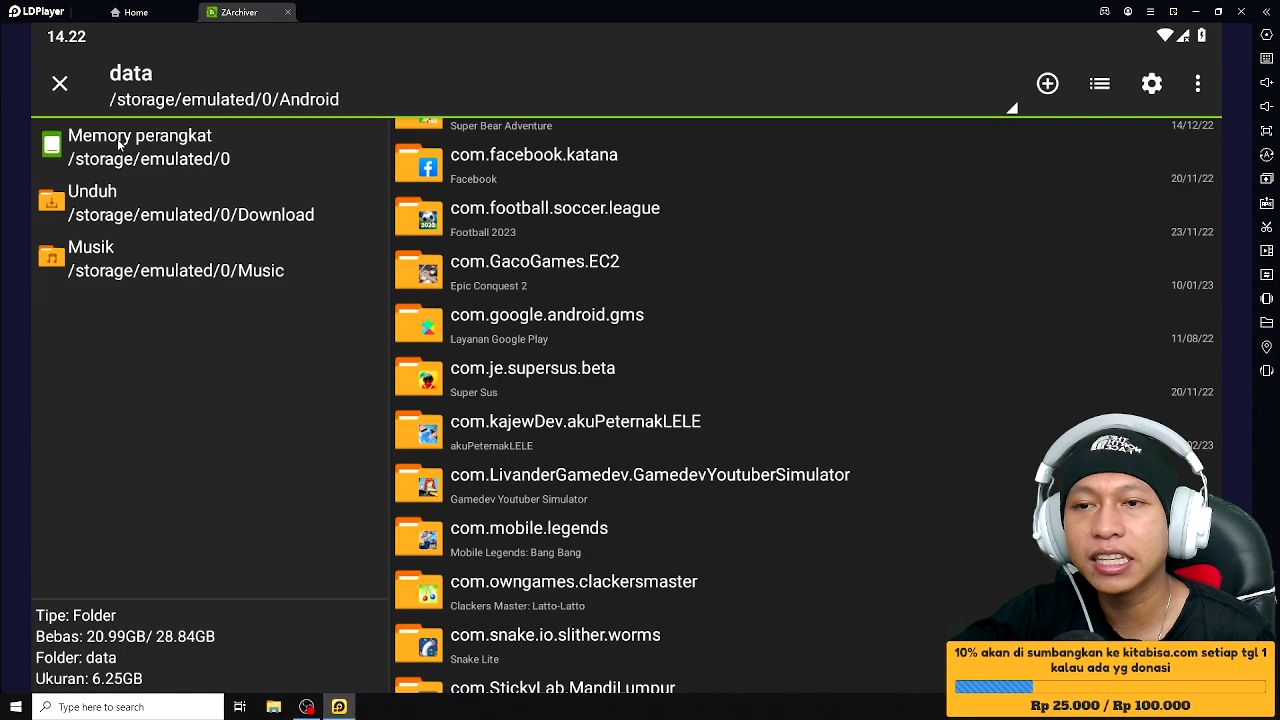 LDPlayer
Home
ZArchiver
14.22
data
/storage/emulated/0/Android
Memory perangkat
/storage/emulated/0
Unduh
/storage/emulated/0/Download
Musik
/storage/emulated/0/Music
Super Bear Adventure
14/12/22
com.facebook.katana
Facebook
20/11/22
com.football.soccer.league
Football 2023
23/11/22
com.GacoGames.EC2
Epic Conquest 2
10/01/23
com.google.android.gms
Layanan Google Play
11/08/22
com.je.supersus.beta
Super Sus
20/11/22
com.kajewDev.akuPeternakLELE
akuPeternakLELE
02/23
com.LivanderGamedev.GamedevYoutuberSimulator
Gamedev Youtuber Simulator
com.mobile.legends
Mobile Legends: Bang Bang
com.owngames.clackersmaster
Clackers Master: Latto-Latto
com.snake.io.slither.worms
Snake Lite
com.StickyLab.MandiLumpur
Tipe: Folder
Bebas: 20.99GB/ 28.84GB
Folder: data
Ukuran: 6.25GB
10% akan di sumbangkan ke kitabisa.com setiap tgl 1
kalau ada yg donasi
Rp 25.000 / Rp 100.000
Type here to search